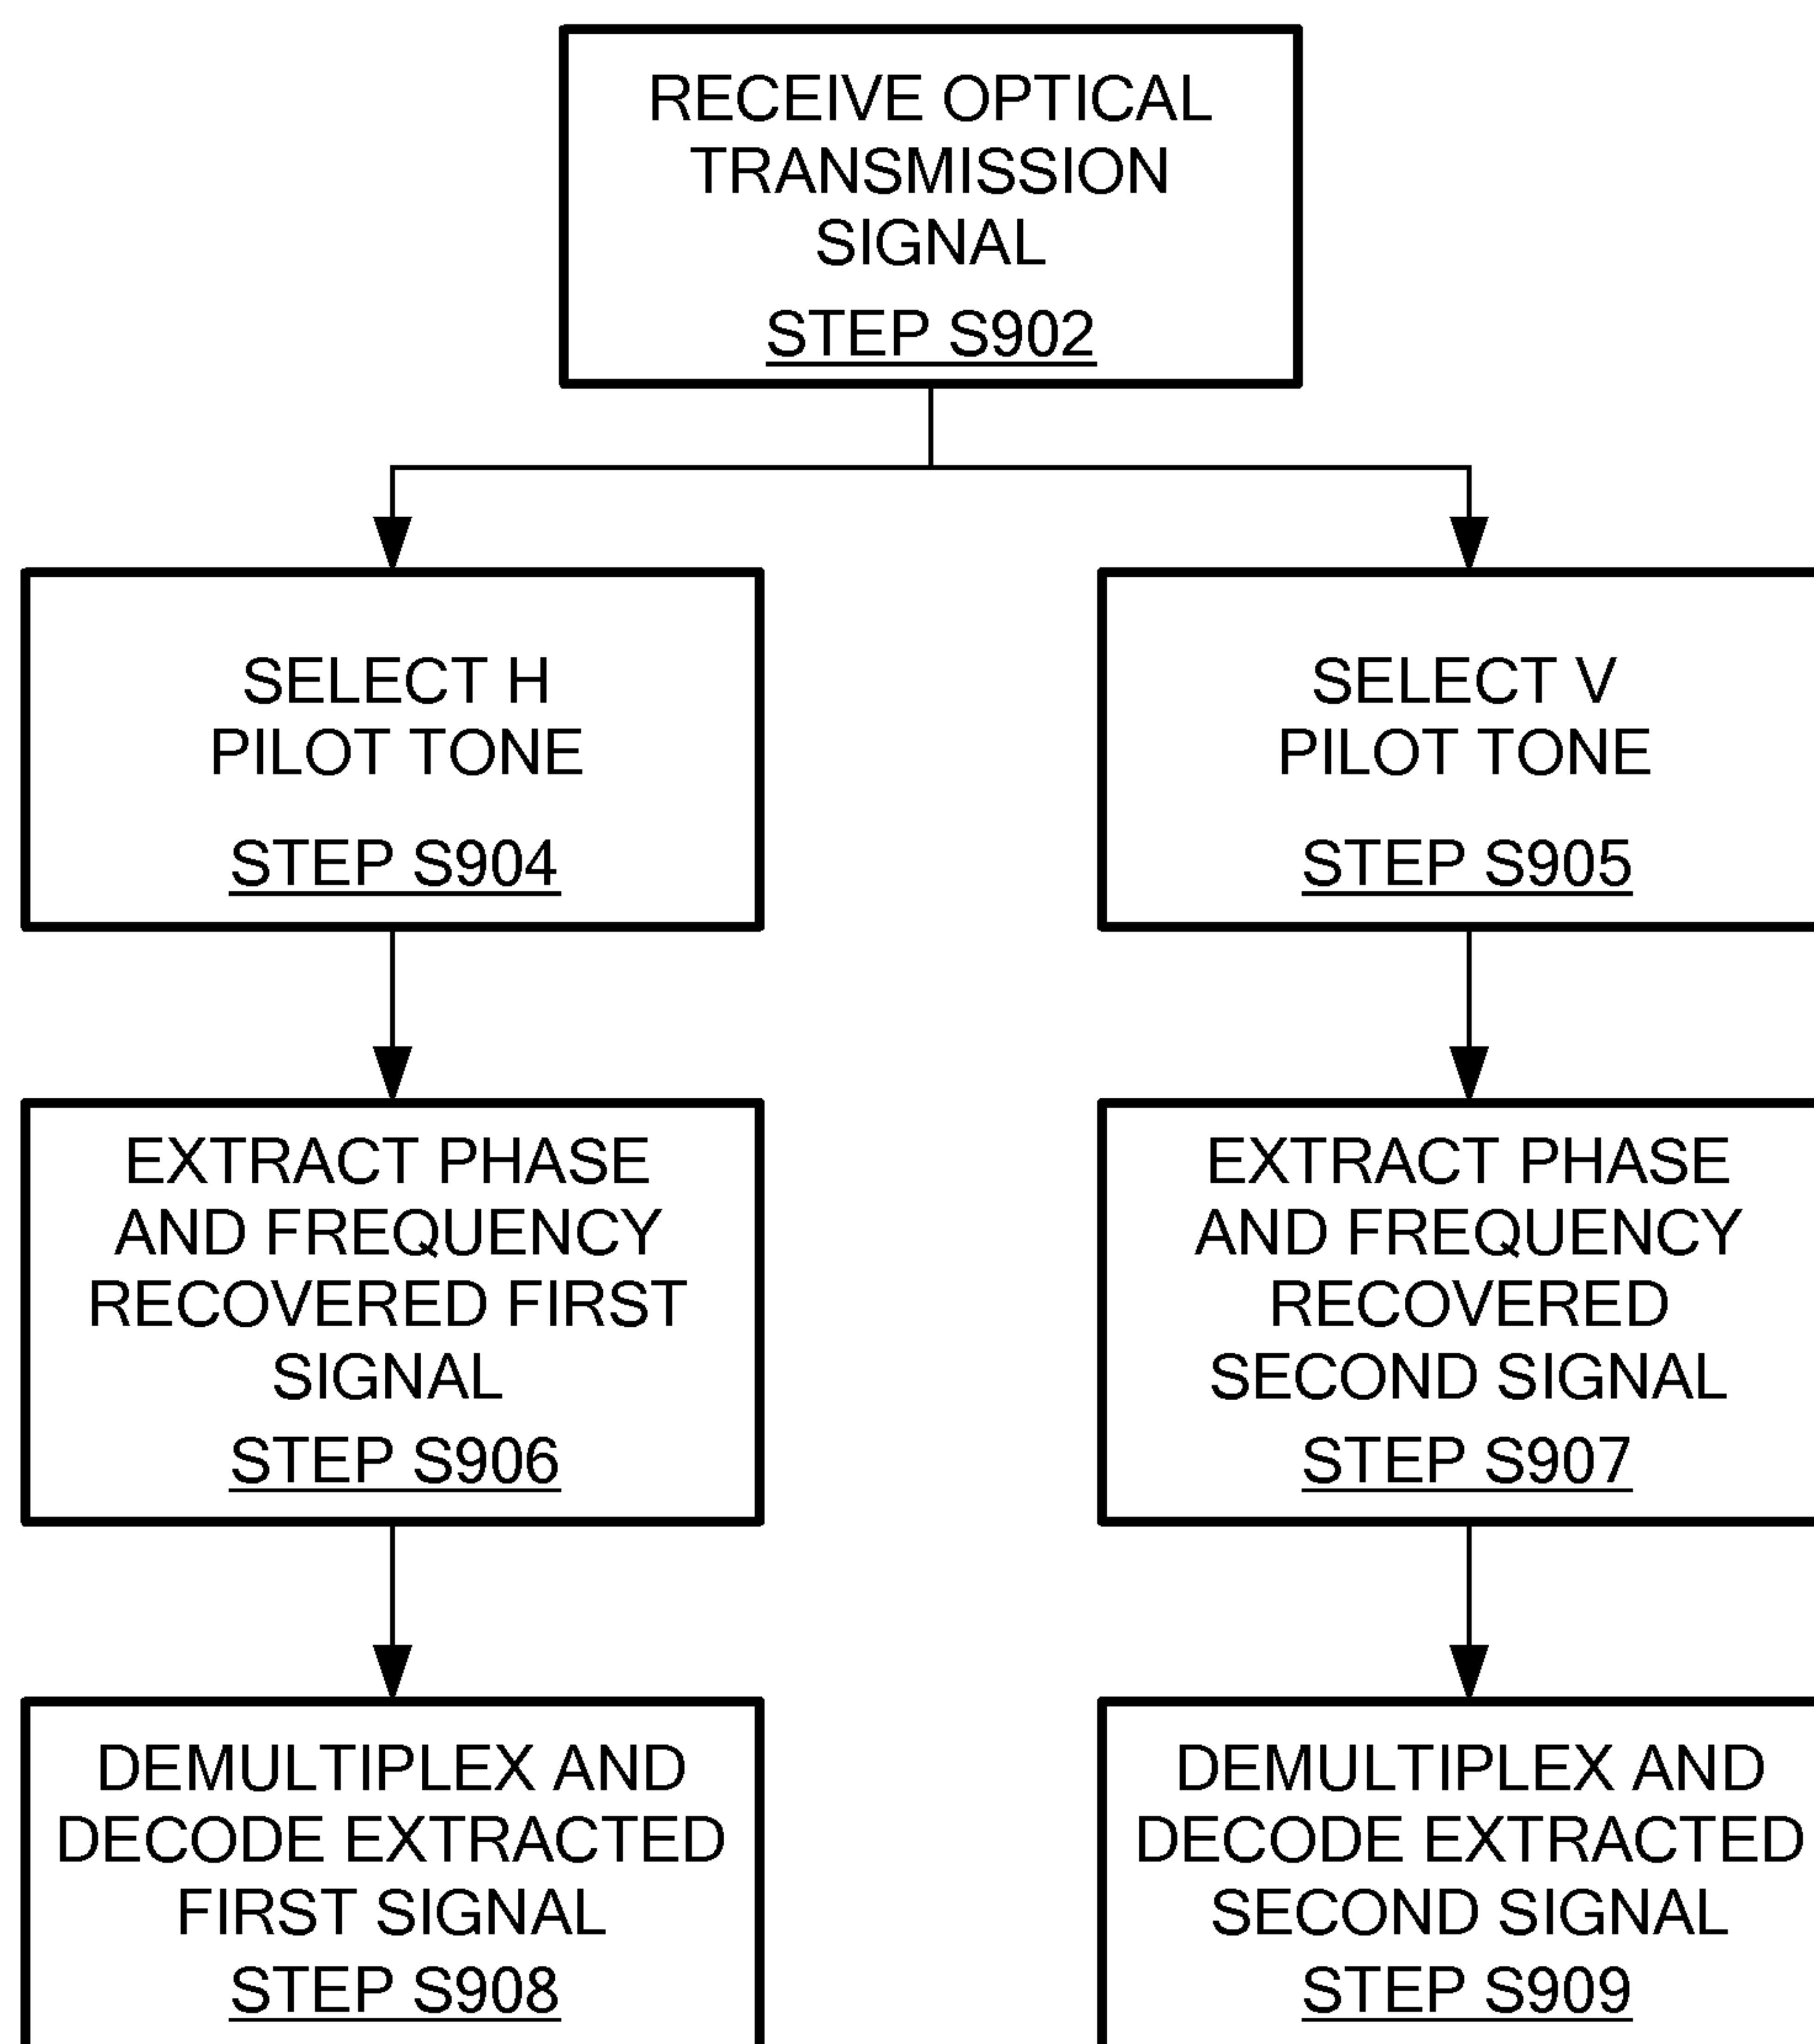 RECEIVE OPTICAL
TRANSMISSION
SIGNAL
STEP S902
SELECT H
PILOT TONE
STEP S904
SELECT V
PILOT TONE
STEP S905
EXTRACT PHASE
AND FREQUENCY
RECOVERED FIRST
SIGNAL
STEP S906
EXTRACT PHASE
AND FREQUENCY
RECOVERED
SECOND SIGNAL
STEP S907
DEMULTIPLEX AND
DECODE EXTRACTED
FIRST SIGNAL
STEP S908
DEMULTIPLEX AND
DECODE EXTRACTED
SECOND SIGNAL
STEP S909